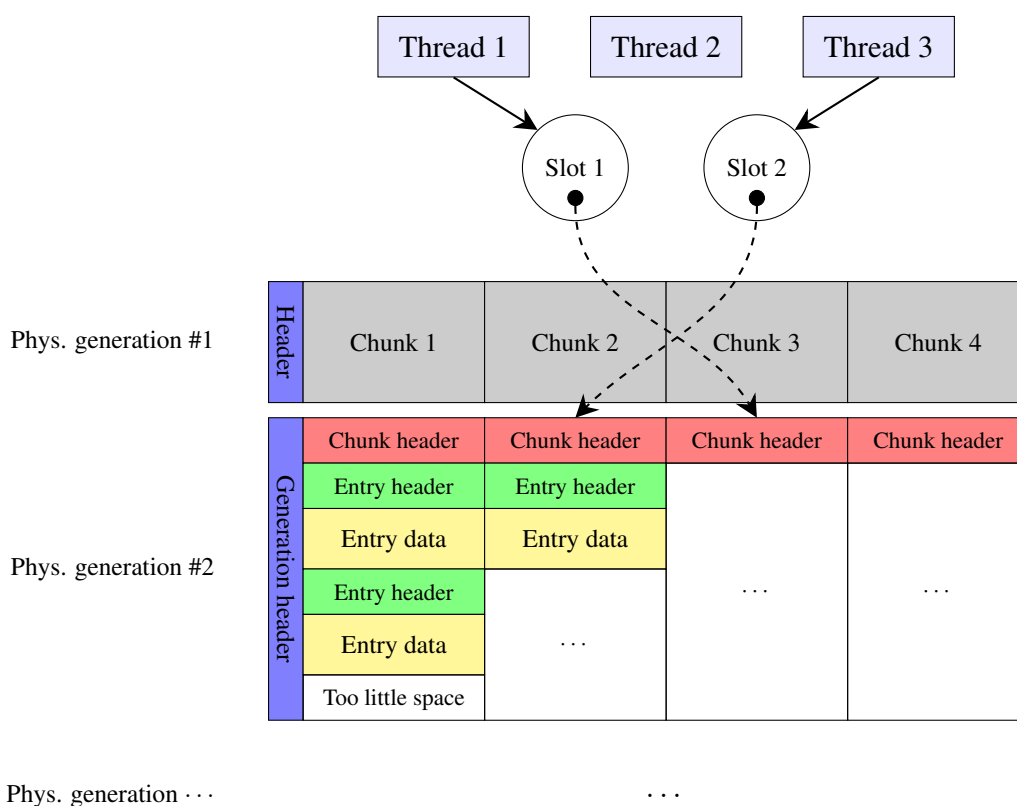 Thread 1 Thread 2 Thread 3
Slot 1 Slot 2
Phys. generation #1 Header Chunk 1 Chunk 2 Chunk 3 Chunk 4
Chunk header Chunk header Chunk header Chunk header
Entry header Entry header
Entry data Entry data
Phys. generation #2 Generation header
Entry header ... ...
Entry data ...
Too little space
Phys. generation ... ...